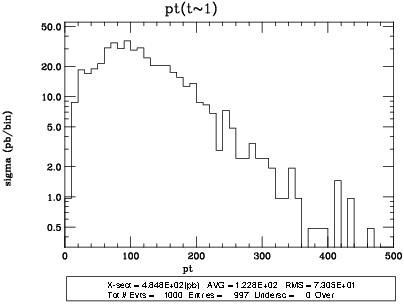 pt(t~1)
50.0
20.0
10.0
5.0
2.0
1.0
0.5
sigma (pb/bin)
0 100 200 300 400 500
pt
X-sect = 4.848E+02(pb) AVG = 1.228E+02 RMS = 7.305E+01
Tot # Evts = 1000 Entries = 997 Undersc = 0 Over